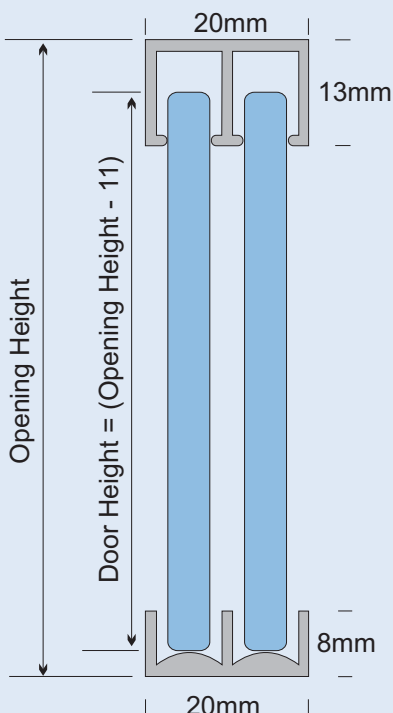 20mm
13mm
Opening Height
Door Height = (Opening Height - 11)
8mm
20mm